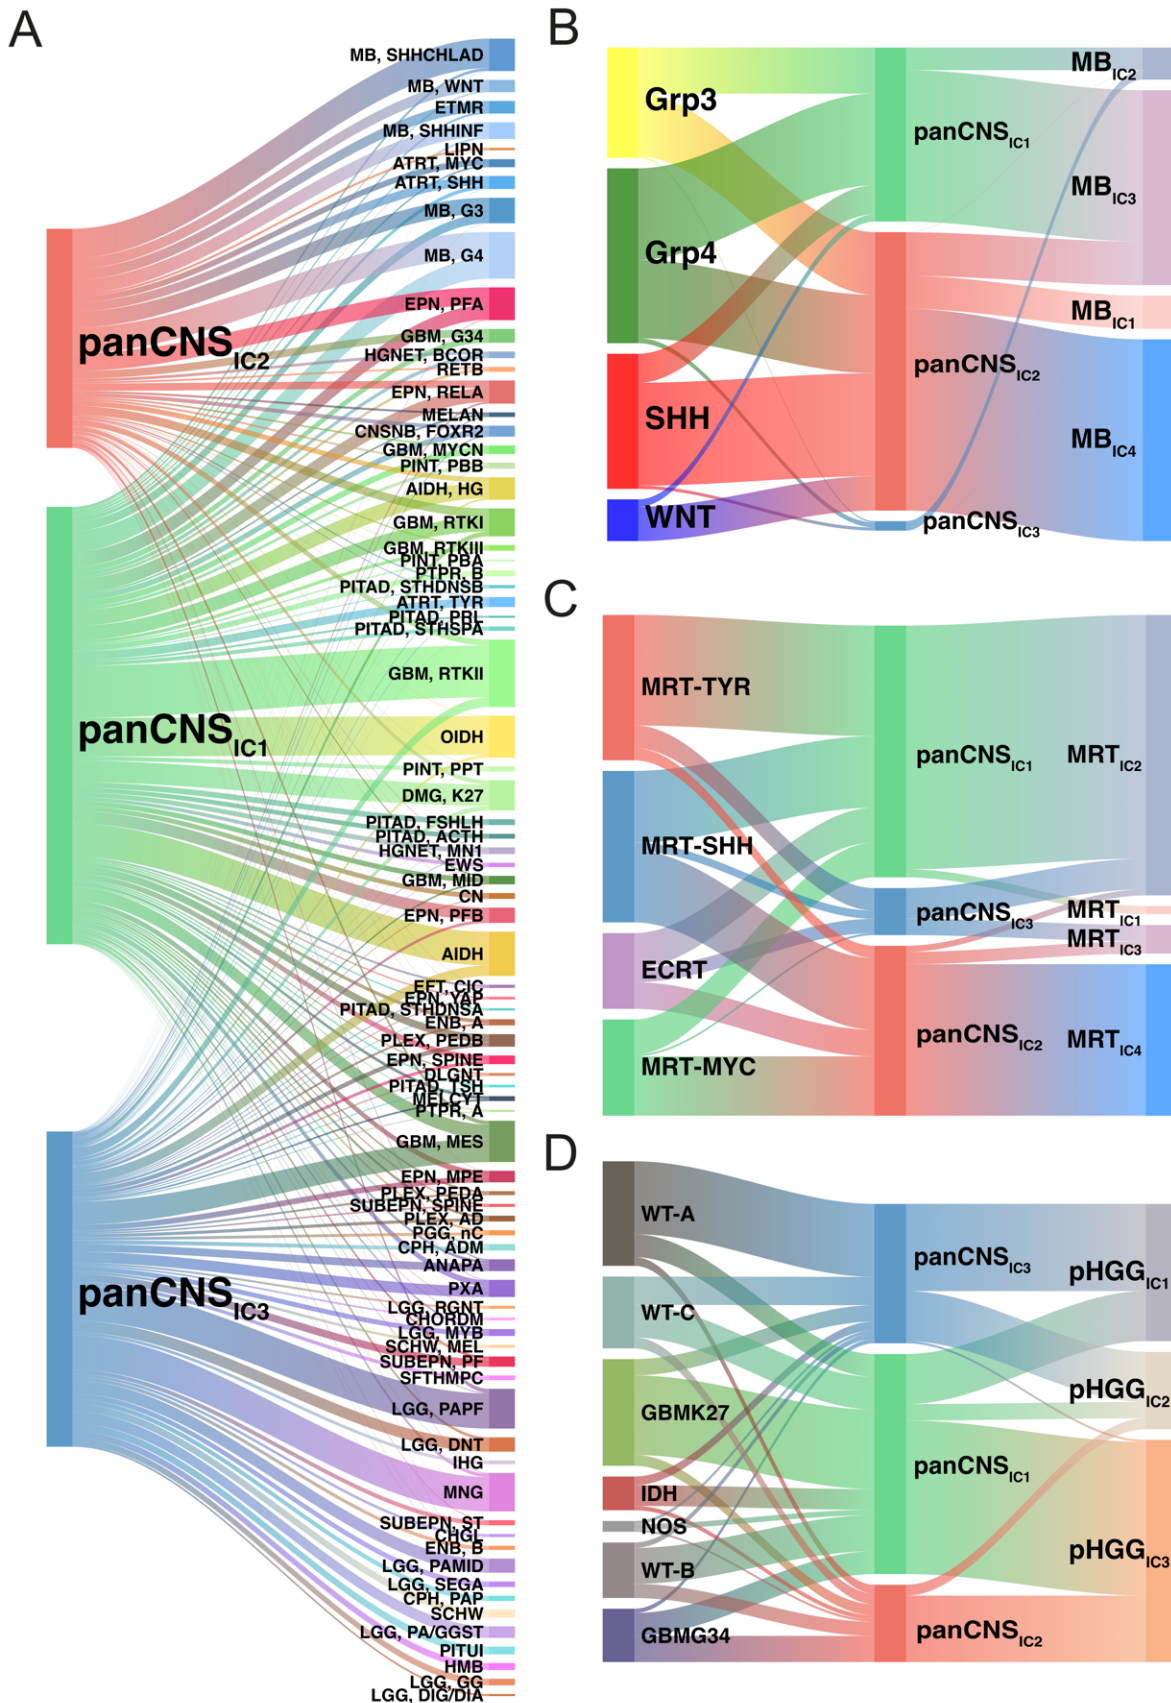 A
MB, SHHCHLAD
MB, WNT
ETMR
MB, SHHINF
LIPN
ATRT, MYC
ATRT, SHH
MB, G3
MB, G4
EPN, PFA
GBM, G34
HGNET, BCOR
RETB
EPN, RELA
MELAN
CNSNB, FOXR2
GBM, MYCN
PINT, PBB
AIDH, HG
GBM, RTKI
GBM, RTKIII
PINT, PBA
PTPR, B
PITAD, STHDNSB
ATRT, TYR
PITAD, PRL
PITAD, STHSPA
GBM, RTKII
OIDH
PINT, PPT
DMG, K27
PITAD, FSHLH
PITAD, ACTH
HGNET, MN1
EWS
GBM, MID
CN
EPN, PFB
AIDH
EFT, CIC
EPN, YAP
PITAD, STHDNSA
ENB, A
PLEX, PEDB
EPN, SPINE
DLGNT
PITAD, TSH
MELCYT
PTPR, A
GBM, MES
EPN, MPE
PLEX, PEDA
SUBEPN, SPINE
PLEX, AD
PGG, nC
CPH, ADM
ANAPA
PXA
LGG, RGNT
CHORDM
LGG, MYB
SCHW, MEL
SUBEPN, PF
SFTHMPC
LGG, PAPF
LGG, DNT
IHG
MNG
SUBEPN, ST
CHGL
ENB, B
LGG, PAMID
LGG, SEGA
CPH, PAP
SCHW
LGG, PA/GGST
PITUI
HMB
LGG, GG
LGG, DIG/DIA
panCNS IC2
panCNS IC1
panCNS IC3
B
Grp3
Grp4
SHH
WNT
panCNS IC1
panCNS IC2
panCNS IC3
MB IC2
MB IC3
MB IC1
MB IC4
C
MRT-TYR
MRT-SHH
ECRT
MRT-MYC
panCNS IC1
panCNS IC3
panCNS IC2
MRT IC2
MRT IC1
MRT IC3
MRT IC4
D
WT-A
WT-C
GBMK27
IDH
NOS
WT-B
GBMG34
panCNS IC3
panCNS IC1
panCNS IC2
pHGG IC1
pHGG IC2
pHGG IC3